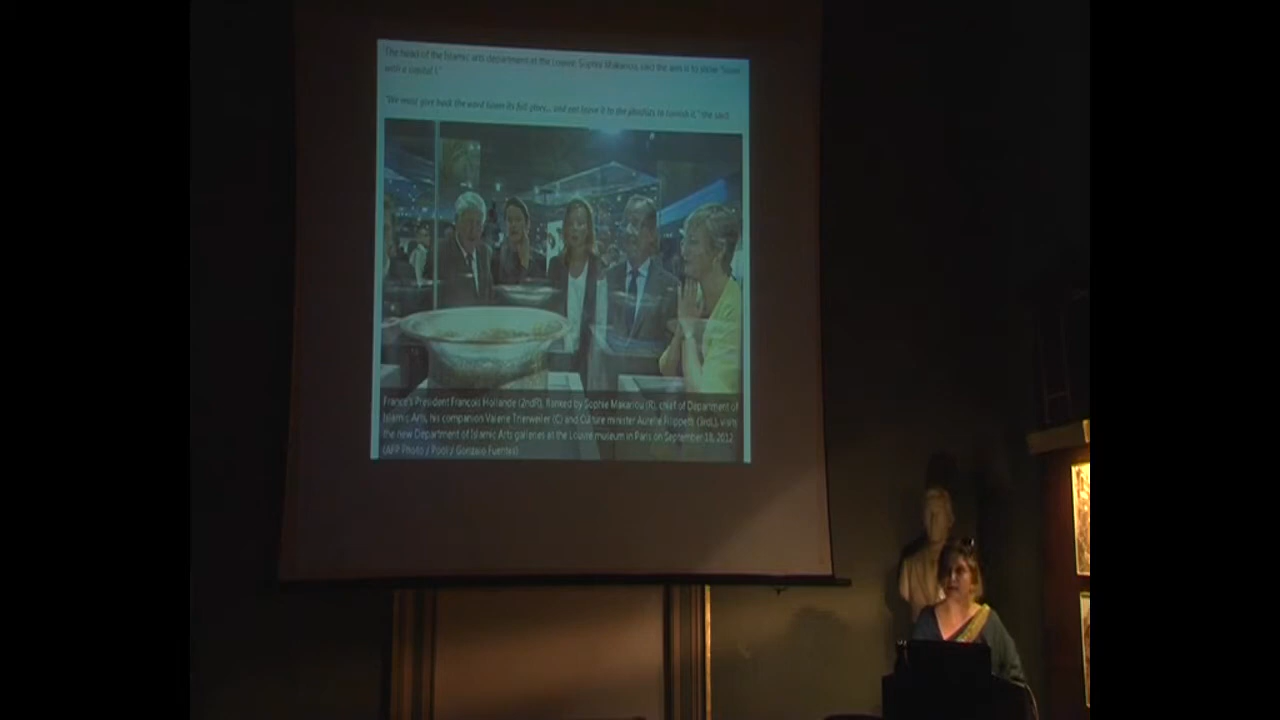 The head of the Islamic arts department at the Louvre, Sophie Makariou, said the aim is to show "Islam
with a capital I."
"We must give back the word Islam its full glory... and not leave it to the jihadists to tarnish it," she said.
France's President François Hollande (2ndR), flanked by Sophie Makariou (R), chief of Department of
Islamic Arts, his companion Valerie Trierweiler (C) and Culture minister Aurelie Filippetti (3rdL), visits
the new Department of Islamic Arts galleries at the Louvre museum in Paris on September 18, 2012
(AFP Photo / Pool / Gonzalo Fuentes)